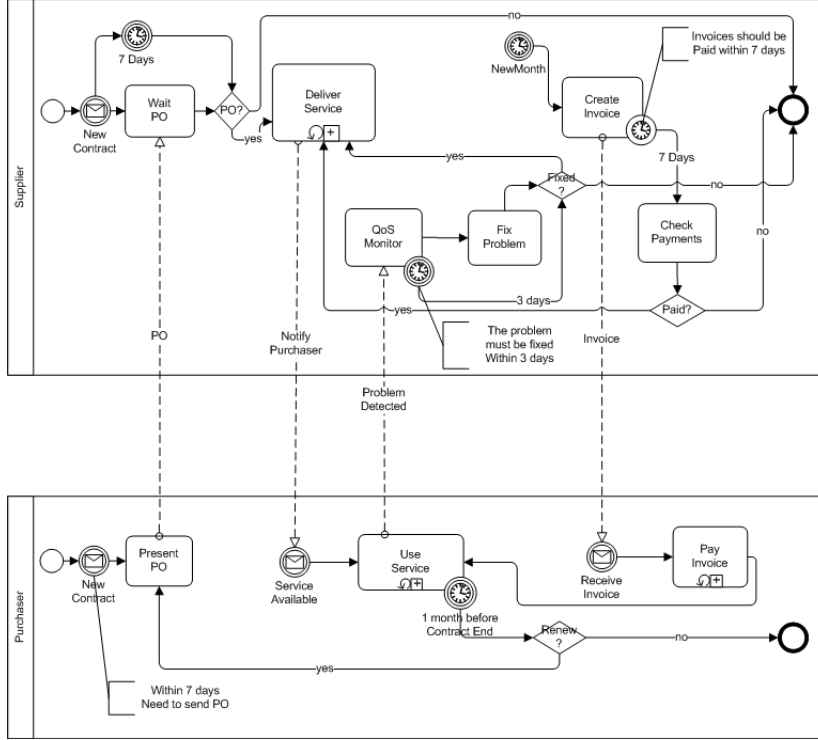 Supplier
no
Invoices should be
Paid within 7 days
7 Days
NewMonth
Wait
PO
PO?
Deliver
Service
Create
Invoice
New
Contract
yes
7 Days
yes
Fixed
?
no
QoS
Monitor
Fix
Problem
Check
Payments
no
3 days
yes
Paid?
The problem
must be fixed
Within 3 days
PO
Notify
Purchaser
Invoice
Problem
Detected
Purchaser
Present
PO
Use
Service
Pay
Invoice
New
Contract
Service
Available
Receive
Invoice
1 month before
Contract End
Renew
?
no
yes
Within 7 days
Need to send PO